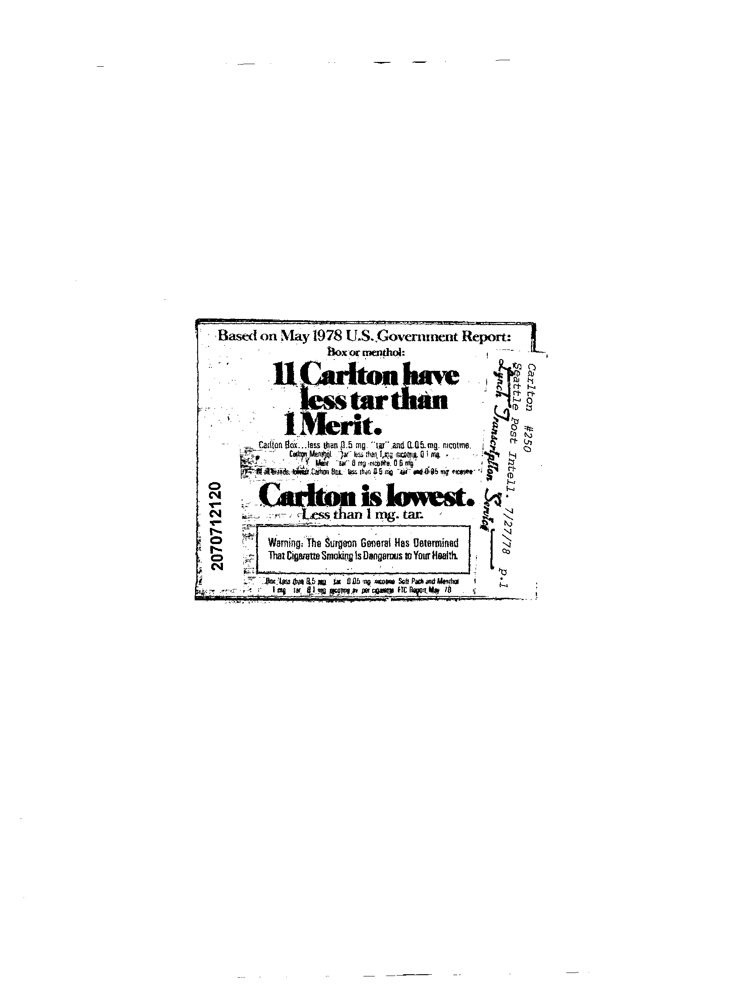 Based on May 1978 U.S. Government Report:
Box or menthol:
11 Carlton have
less tar than
1 Merit.
Carlton Box...less than 0.5 mg. "tar" and 0.05 mg. nicotine.
Carlton Menthol "tar" less than 1 mg nicotine, 0.1 mg.
Merit "tar" 8 mg nicotine, 0.6 mg
Of all brands, lowest Carlton Box, less than 0.5 mg "tar" and 0.05 mg nicotine
Carlton is lowest.
Less than 1 mg. tar.
Warning: The Surgeon General Has Determined
That Cigarette Smoking Is Dangerous to Your Health.
Box: Less than 0.5 mg tar 0.05 mg nicotine Soft Pack and Menthol
1 mg tar 0.1 mg nicotine av per cigarette FTC Report May 78
Carlton #250
Seattle Post Intell. 7/27/78 p.1
Lynch Transcription Service
2070712120